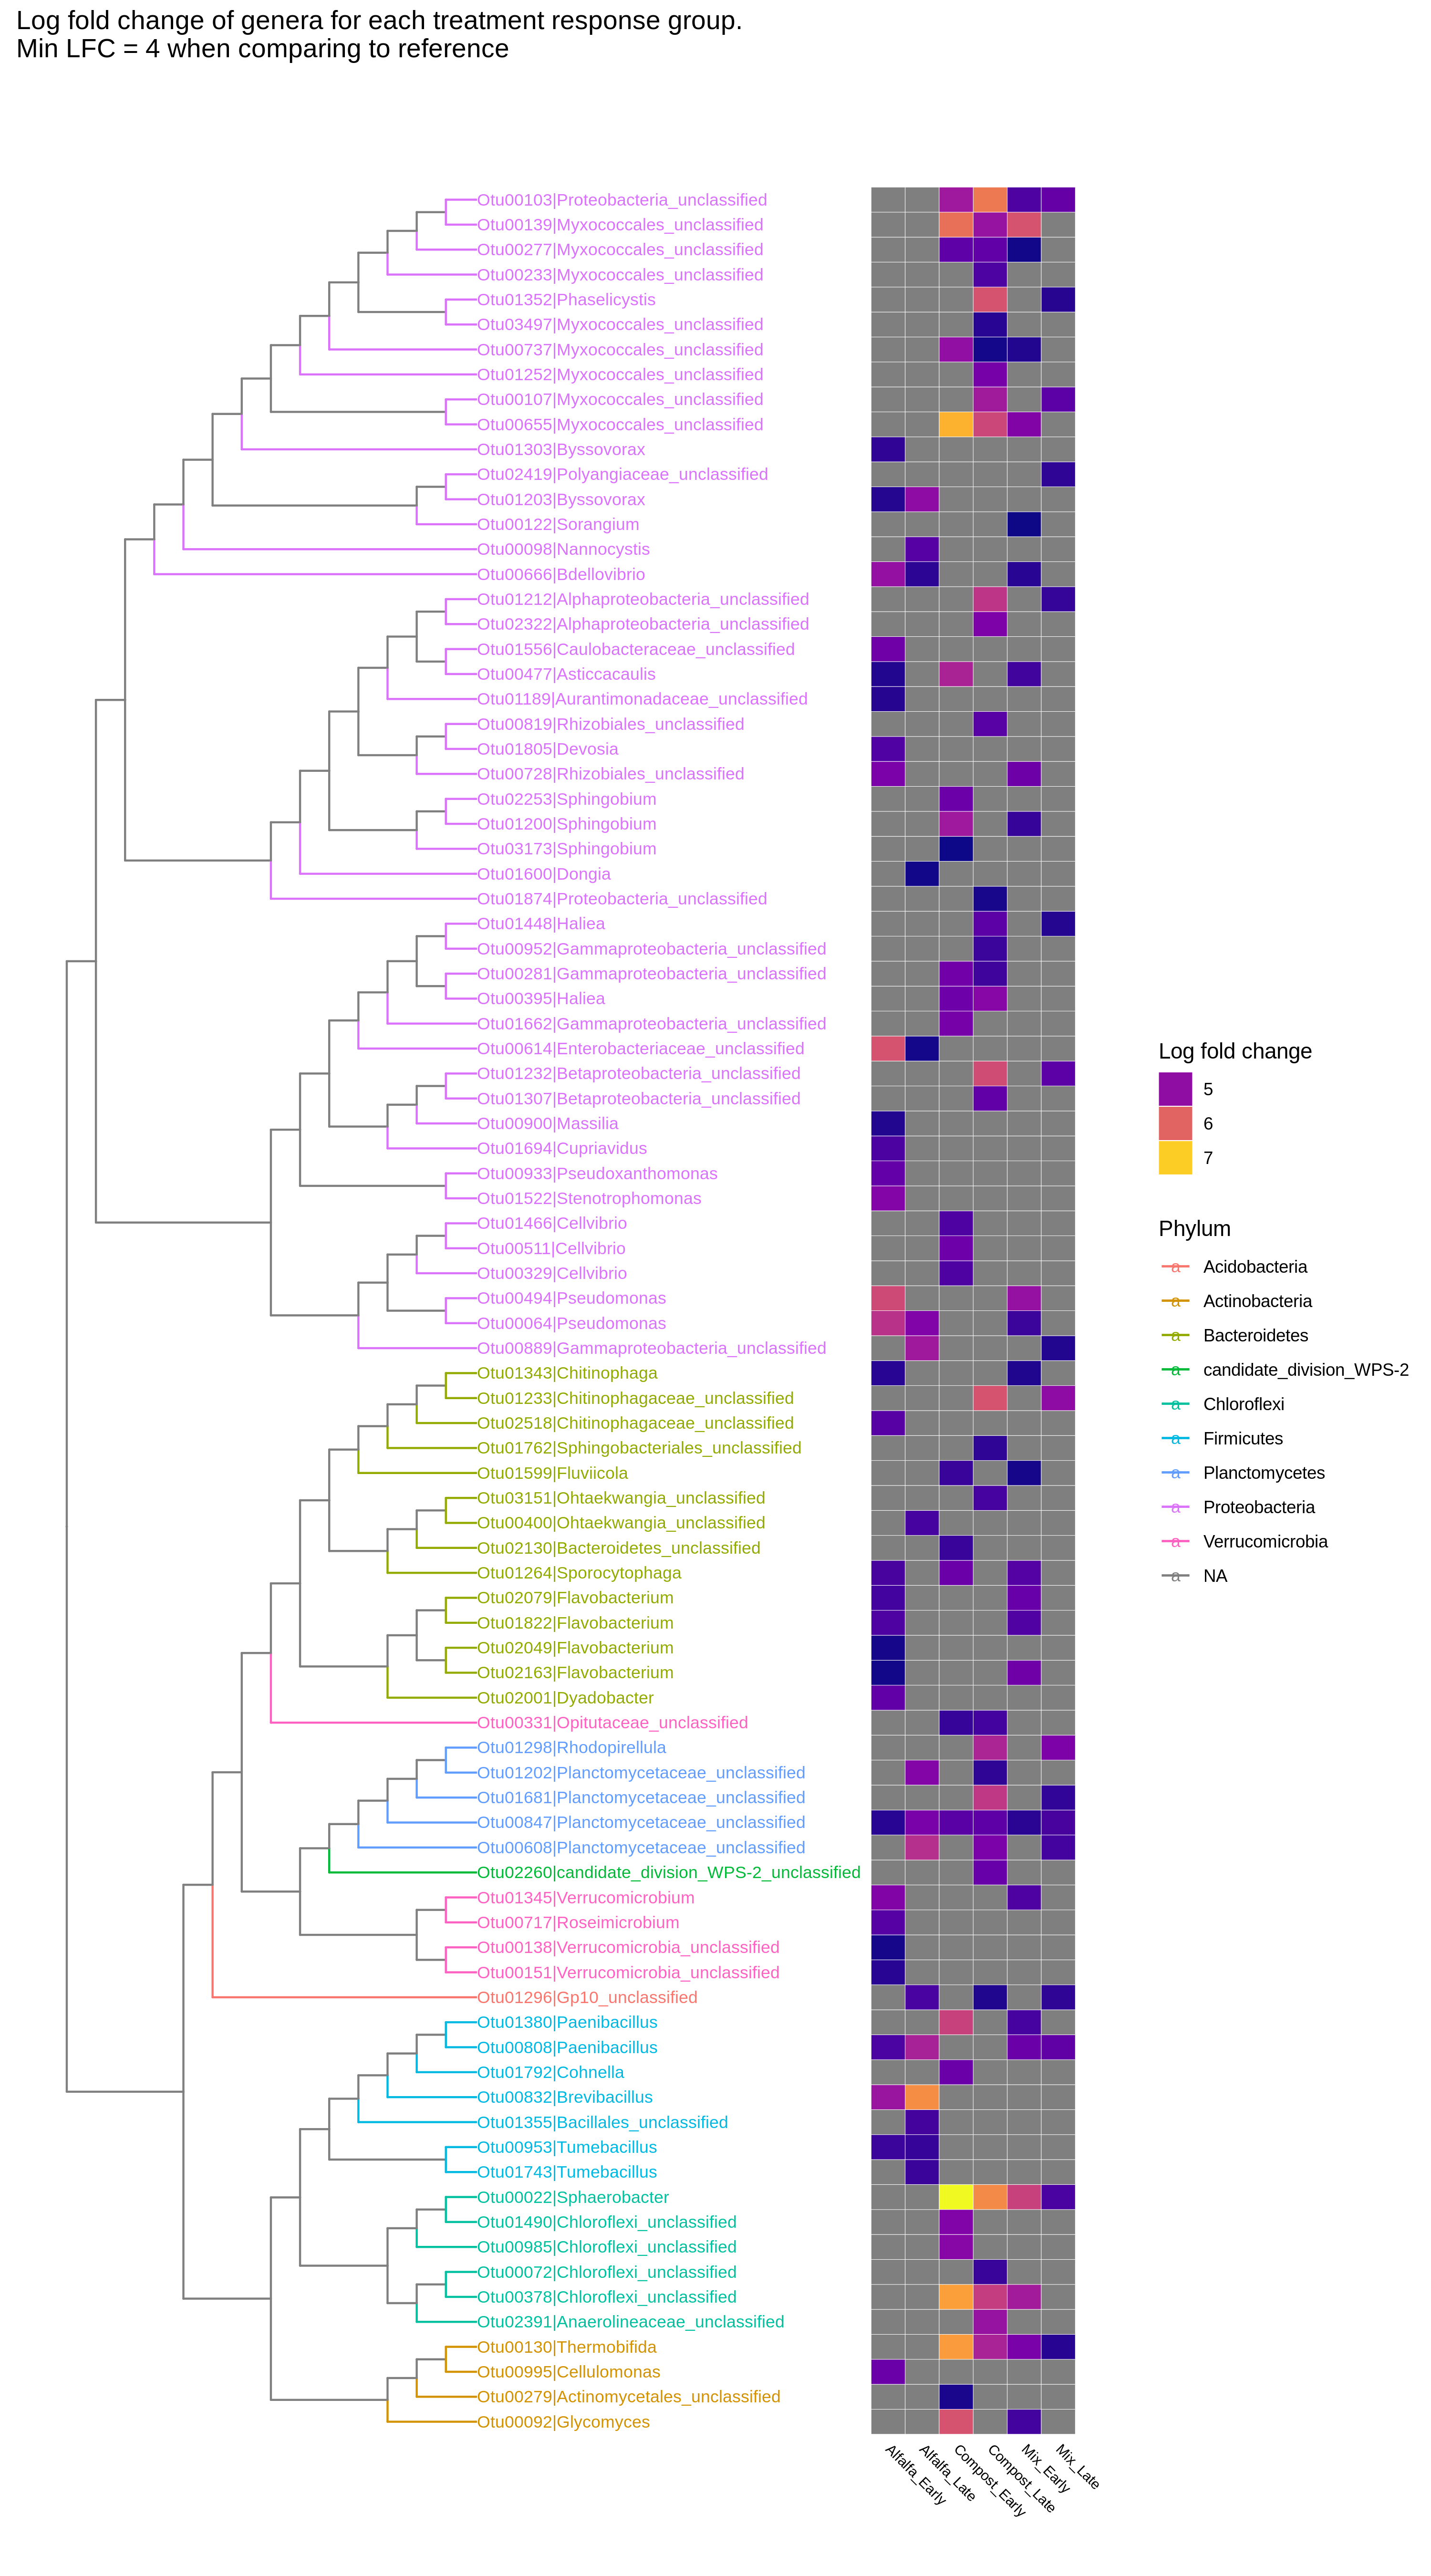 Log fold change of genera for each treatment response group.
Min LFC = 4 when comparing to reference
Otu00103|Proteobacteria_unclassified
Otu00139|Myxococcales_unclassified
Otu00277|Myxococcales_unclassified
Otu00233|Myxococcales_unclassified
Otu01352|Phaselicystis
Otu03497|Myxococcales_unclassified
Otu00737|Myxococcales_unclassified
Otu01252|Myxococcales_unclassified
Otu00107|Myxococcales_unclassified
Otu00655|Myxococcales_unclassified
Otu01303|Byssovorax
Otu02419|Polyangiaceae_unclassified
Otu01203|Byssovorax
Otu00122|Sorangium
Otu00098|Nannocystis
Otu00666|Bdellovibrio
Otu01212|Alphaproteobacteria_unclassified
Otu02322|Alphaproteobacteria_unclassified
Otu01556|Caulobacteraceae_unclassified
Otu00477|Asticcacaulis
Otu01189|Aurantimonadaceae_unclassified
Otu00819|Rhizobiales_unclassified
Otu01805|Devosia
Otu00728|Rhizobiales_unclassified
Otu02253|Sphingobium
Otu01200|Sphingobium
Otu03173|Sphingobium
Otu01600|Dongia
Otu01874|Proteobacteria_unclassified
Otu01448|Haliea
Otu00952|Gammaproteobacteria_unclassified
Otu00281|Gammaproteobacteria_unclassified
Otu00395|Haliea
Otu01662|Gammaproteobacteria_unclassified
Otu00614|Enterobacteriaceae_unclassified
Otu01232|Betaproteobacteria_unclassified
Otu01307|Betaproteobacteria_unclassified
Otu00900|Massilia
Otu01694|Cupriavidus
Otu00933|Pseudoxanthomonas
Otu01522|Stenotrophomonas
Otu01466|Cellvibrio
Otu00511|Cellvibrio
Otu00329|Cellvibrio
Otu00494|Pseudomonas
Otu00064|Pseudomonas
Otu00889|Gammaproteobacteria_unclassified
Otu01343|Chitinophaga
Otu01233|Chitinophagaceae_unclassified
Otu02518|Chitinophagaceae_unclassified
Otu01762|Sphingobacteriales_unclassified
Otu01599|Fluviicola
Otu03151|Ohtaekwangia_unclassified
Otu00400|Ohtaekwangia_unclassified
Otu02130|Bacteroidetes_unclassified
Otu01264|Sporocytophaga
Otu02079|Flavobacterium
Otu01822|Flavobacterium
Otu02049|Flavobacterium
Otu02163|Flavobacterium
Otu02001|Dyadobacter
Otu00331|Opitutaceae_unclassified
Otu01298|Rhodopirellula
Otu01202|Planctomycetaceae_unclassified
Otu01681|Planctomycetaceae_unclassified
Otu00847|Planctomycetaceae_unclassified
Otu00608|Planctomycetaceae_unclassified
Otu02260|candidate_division_WPS-2_unclassified
Otu01345|Verrucomicrobium
Otu00717|Roseimicrobium
Otu00138|Verrucomicrobia_unclassified
Otu00151|Verrucomicrobia_unclassified
Otu01296|Gp10_unclassified
Otu01380|Paenibacillus
Otu00808|Paenibacillus
Otu01792|Cohnella
Otu00832|Brevibacillus
Otu01355|Bacillales_unclassified
Otu00953|Tumebacillus
Otu01743|Tumebacillus
Otu00022|Sphaerobacter
Otu01490|Chloroflexi_unclassified
Otu00985|Chloroflexi_unclassified
Otu00072|Chloroflexi_unclassified
Otu00378|Chloroflexi_unclassified
Otu02391|Anaerolineaceae_unclassified
Otu00130|Thermobifida
Otu00995|Cellulomonas
Otu00279|Actinomycetales_unclassified
Otu00092|Glycomyces
Alfalfa_Early
Alfalfa_Late
Compost_Early
Compost_Late
Mix_Early
Mix_Late
Log fold change
5
6
7
Phylum
a Acidobacteria
a Actinobacteria
a Bacteroidetes
a candidate_division_WPS-2
a Chloroflexi
a Firmicutes
a Planctomycetes
a Proteobacteria
a Verrucomicrobia
a NA